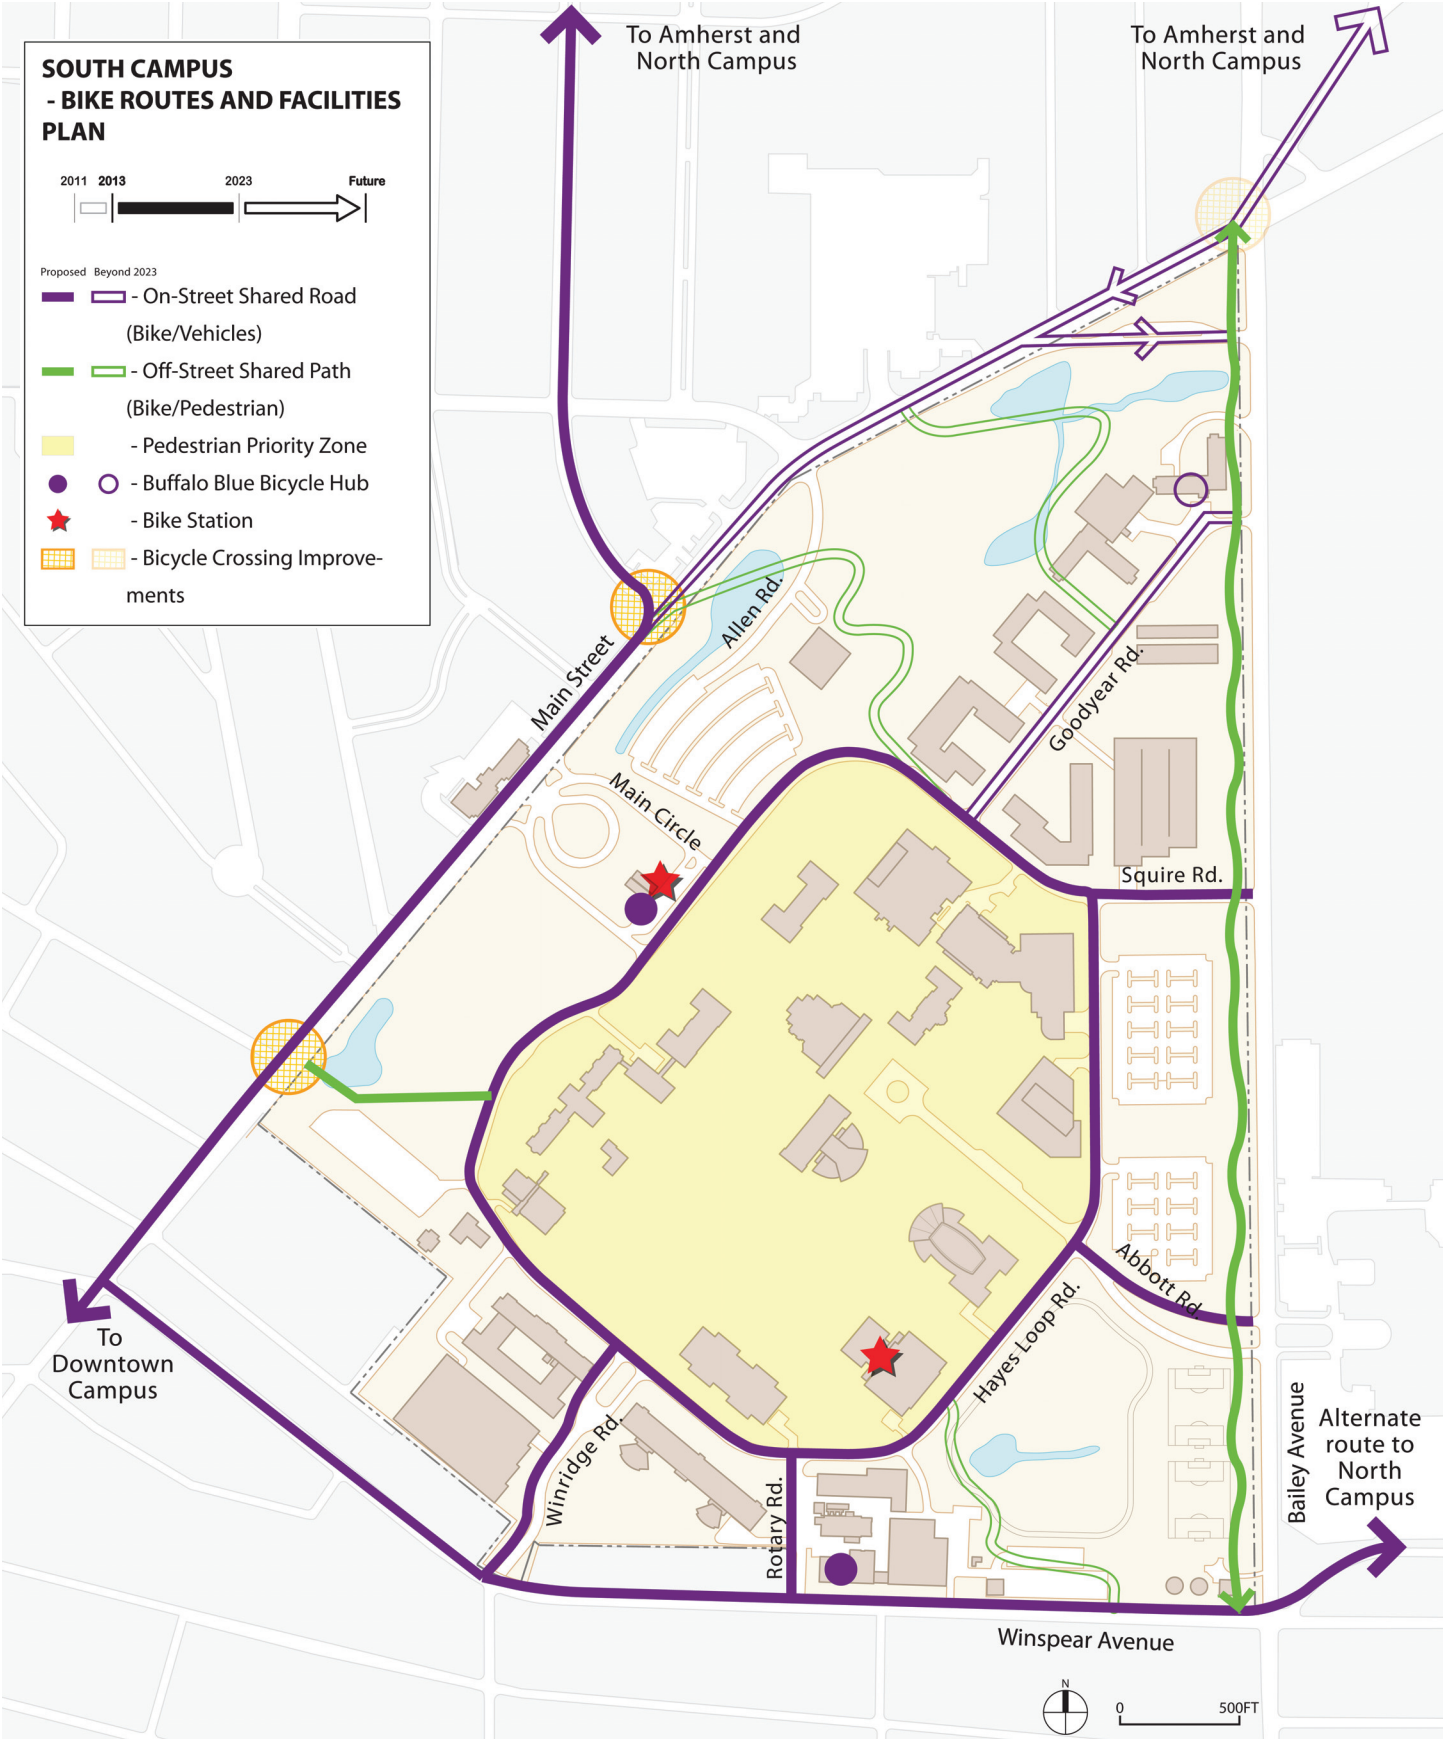 To Amherst and
North Campus
To Amherst and
North Campus
SOUTH CAMPUS
- BIKE ROUTES AND FACILITIES
PLAN
2011 2013 2023 Future
Proposed Beyond 2023
- On-Street Shared Road
(Bike/Vehicles)
- Off-Street Shared Path
(Bike/Pedestrian)
- Pedestrian Priority Zone
- Buffalo Blue Bicycle Hub
- Bike Station
- Bicycle Crossing Improve-
ments
Allen Rd.
Main Street
Goodyear Rd.
Main Circle
Squire Rd.
Abbott Rd.
Hayes Loop Rd.
To
Downtown
Campus
Winridge Rd.
Rotary Rd.
Bailey Avenue
Alternate
route to
North
Campus
Winspear Avenue
N
0 500FT